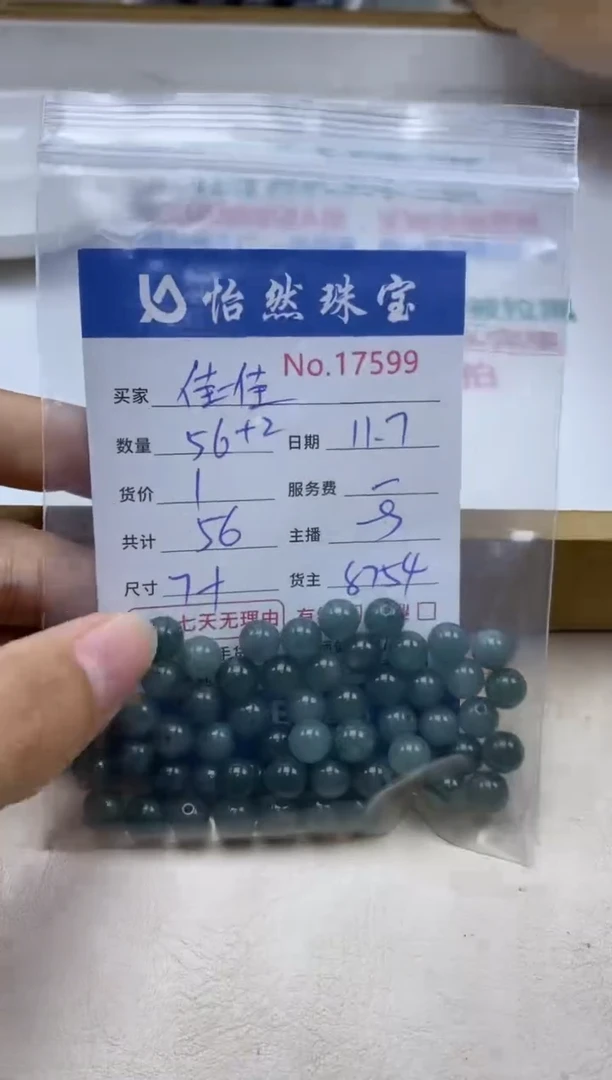 怡然珠宝
No.17599
买家 佳佳
数量 56+2 日期 11-7
货价 1 服务费 -
共计 56 主播
尺寸 7+ 货主 8754
七天无理由 有